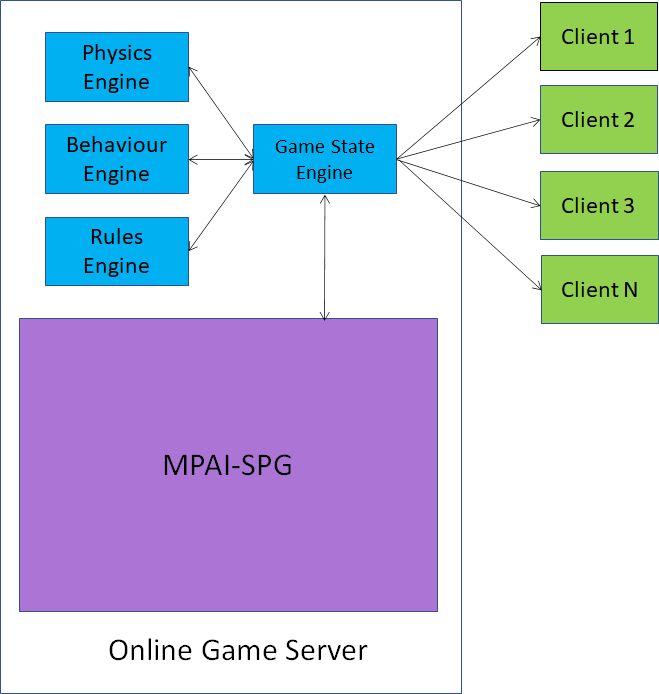 Physics
Engine
Behaviour
Engine
Rules
Engine
Game State
Engine
Client 1
Client 2
Client 3
Client N
MPAI-SPG
Online Game Server